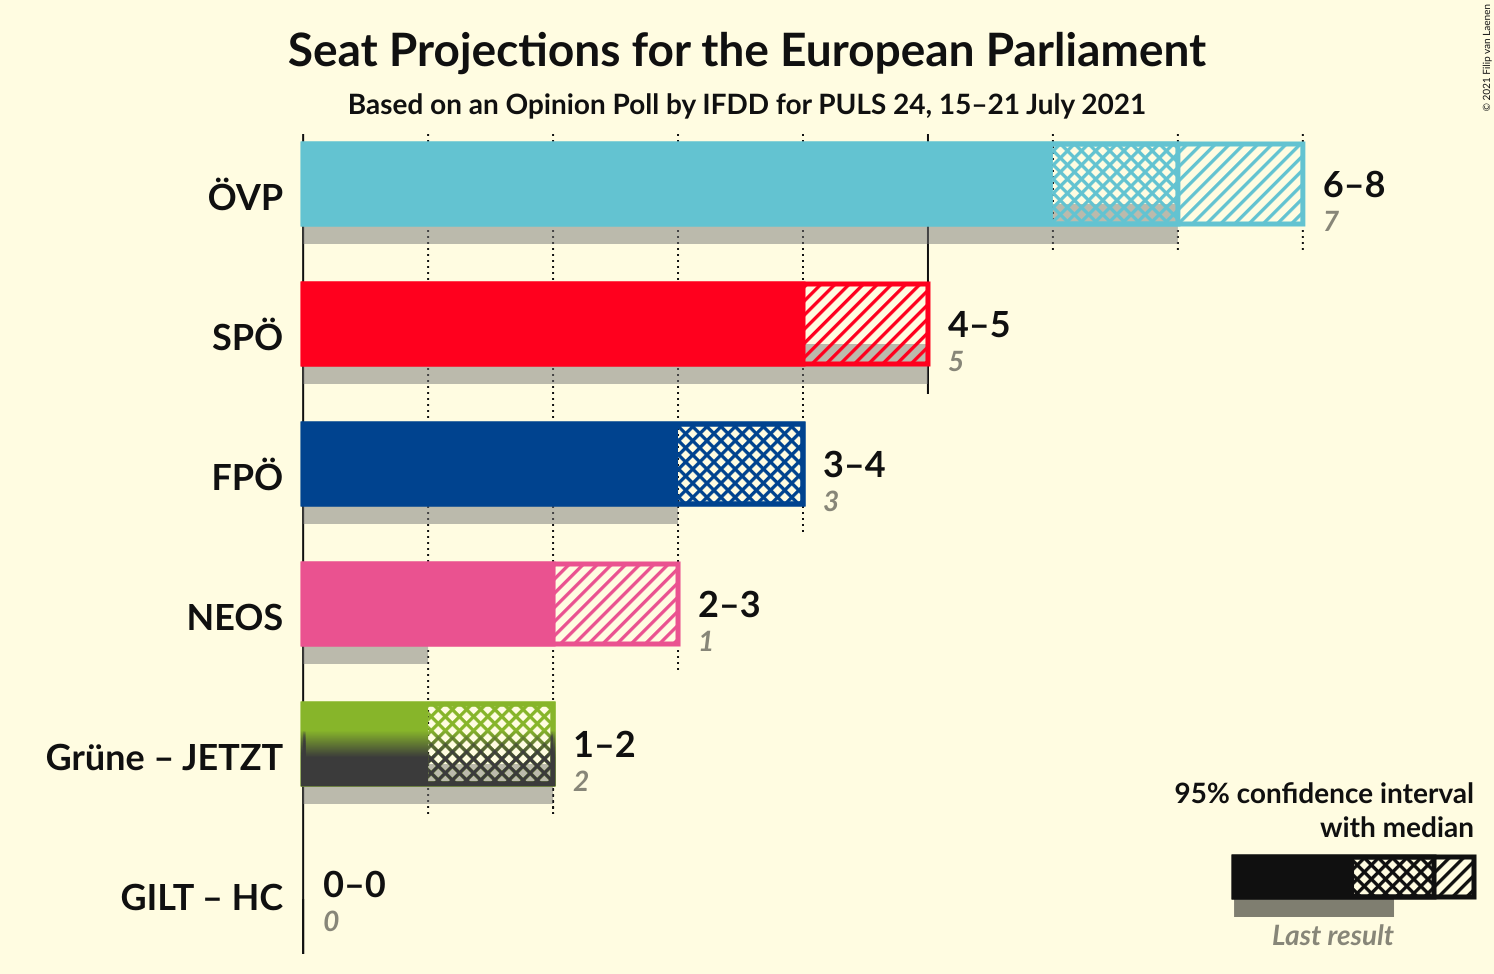 Seat Projections for the European Parliament
Based on an Opinion Poll by IFDD for PULS 24, 15–21 July 2021
© 2021 Filip van Laenen
ÖVP
6–8
7
SPÖ
4–5
5
FPÖ
3–4
3
NEOS
2–3
1
Grüne – JETZT
1–2
2
GILT – HC
0–0
0
95% confidence interval
with median
Last result